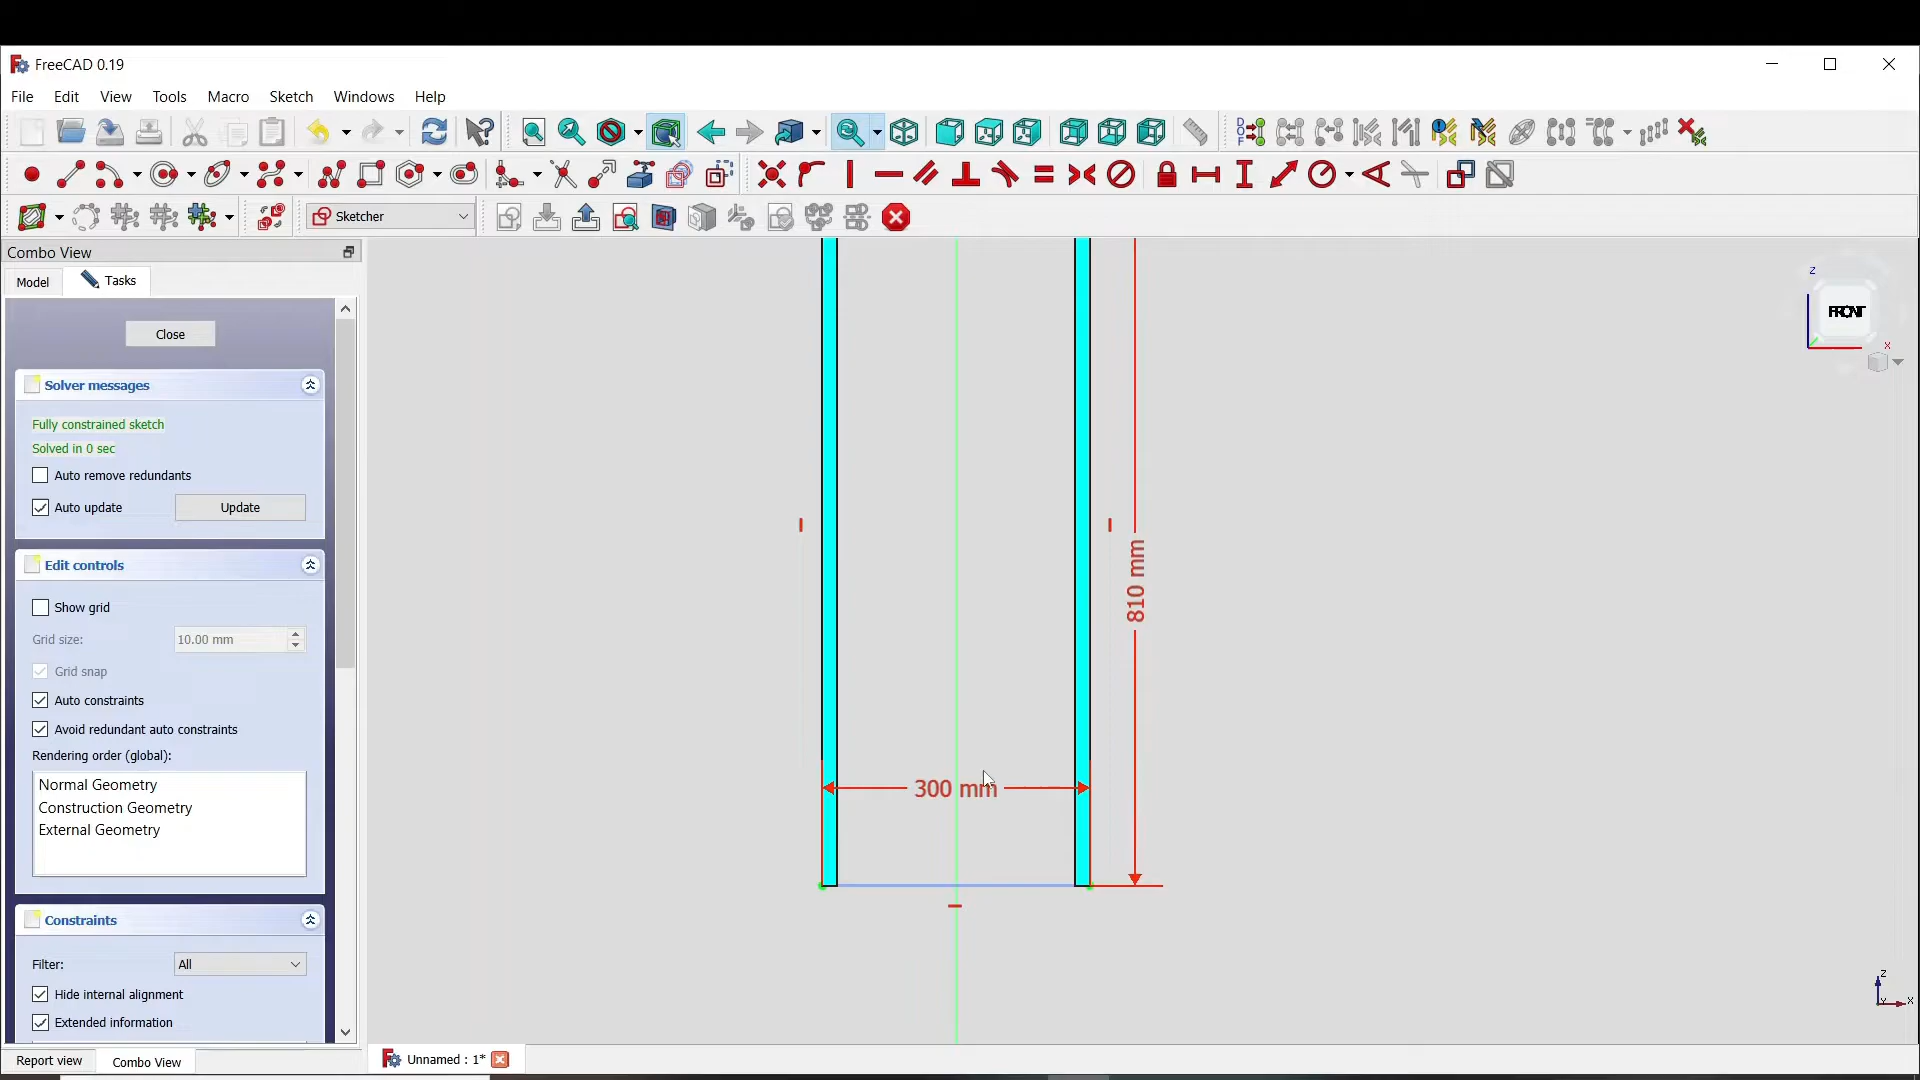 FreeCAD 0.19
File Edit View Tools Macro Sketch Windows Help
Sketcher
Combo View
Model Tasks
Close
Solver messages
Fully constrained sketch
Solved in 0 sec
Auto remove redundants
Auto update Update
Edit controls
Show grid
Grid size: 10.00 mm
Grid snap
Auto constraints
Avoid redundant auto constraints
Rendering order (global):
Normal Geometry
Construction Geometry
External Geometry
Constraints
Filter: All
Hide internal alignment
Extended information
Report view Combo View
810 mm
300 mm
Z
FRONT
X
Z
Y
X
Unnamed : 1*